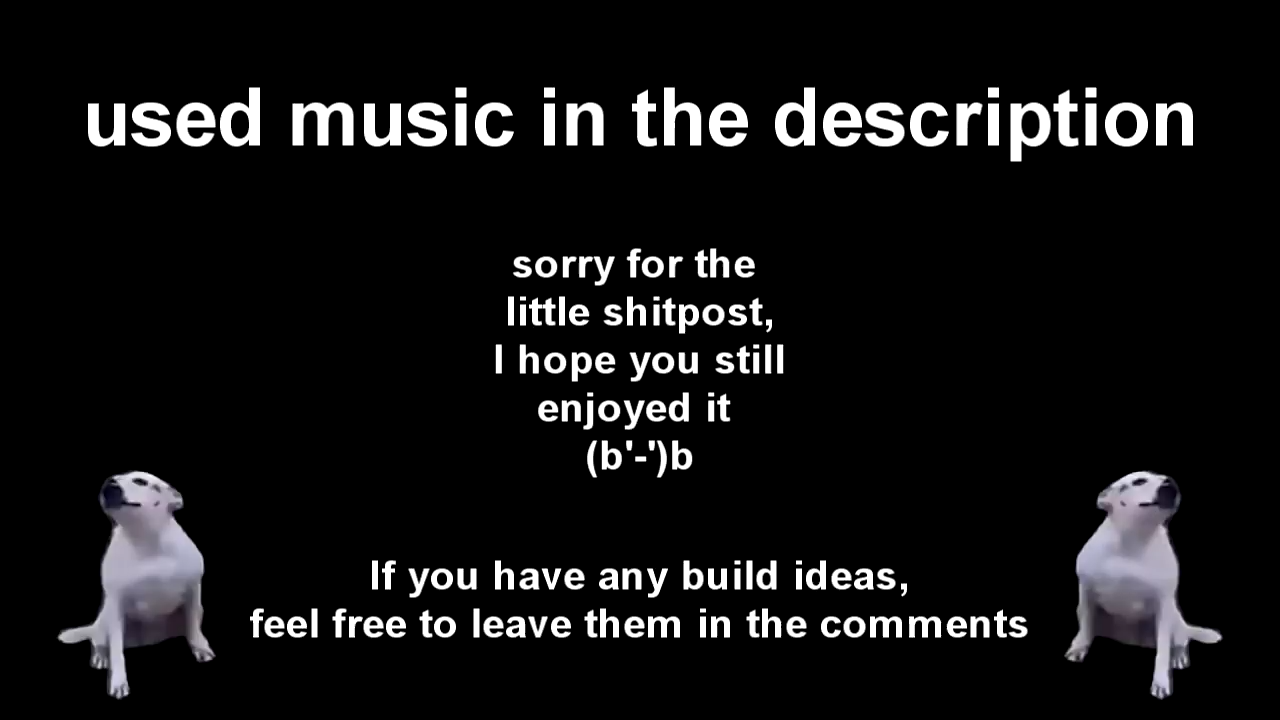 used music in the description
sorry for the
little shitpost,
I hope you still
enjoyed it
(b'-')b
If you have any build ideas,
feel free to leave them in the comments